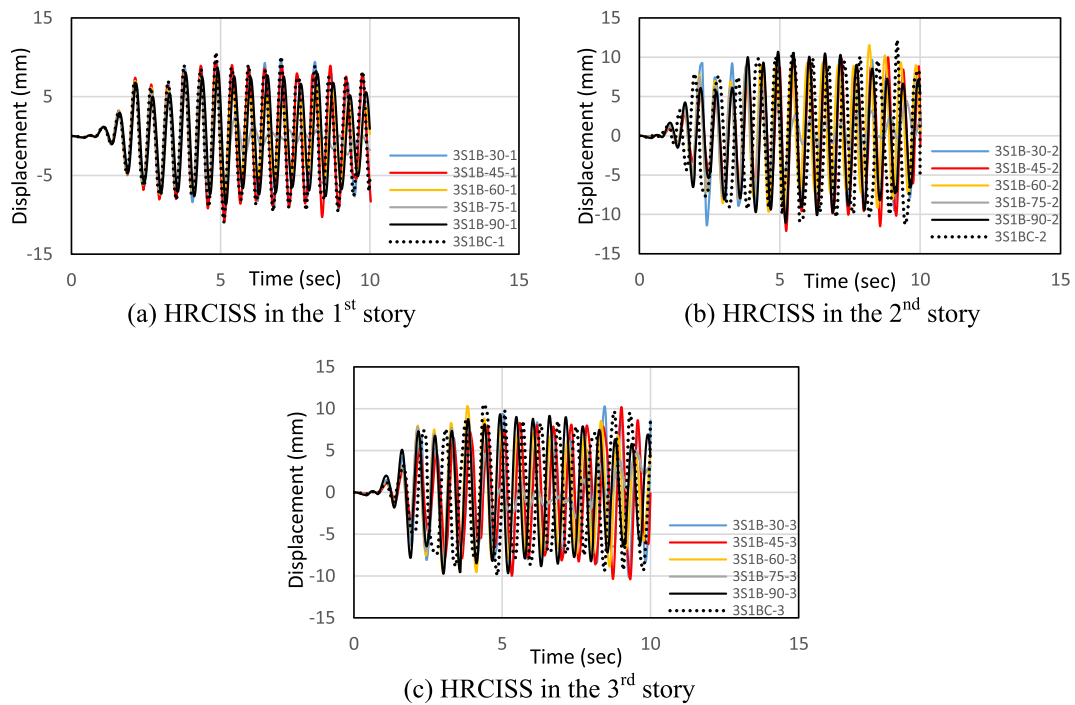 15
5
-5
-15
Displacement (mm)
0
5
10
15
Time (sec)
3S1B-30-1
3S1B-45-1
3S1B-60-1
3S1B-75-1
3S1B-90-1
3S1BC-1
(a) HRCISS in the 1st story
15
10
5
0
-5
-10
-15
Displacement (mm)
0
5
10
15
Time (sec)
3S1B-30-2
3S1B-45-2
3S1B-60-2
3S1B-75-2
3S1B-90-2
3S1BC-2
(b) HRCISS in the 2nd story
15
10
5
0
-5
-10
-15
Displacement (mm)
0
5
10
15
Time (sec)
3S1B-30-3
3S1B-45-3
3S1B-60-3
3S1B-75-3
3S1B-90-3
3S1BC-3
(c) HRCISS in the 3rd story